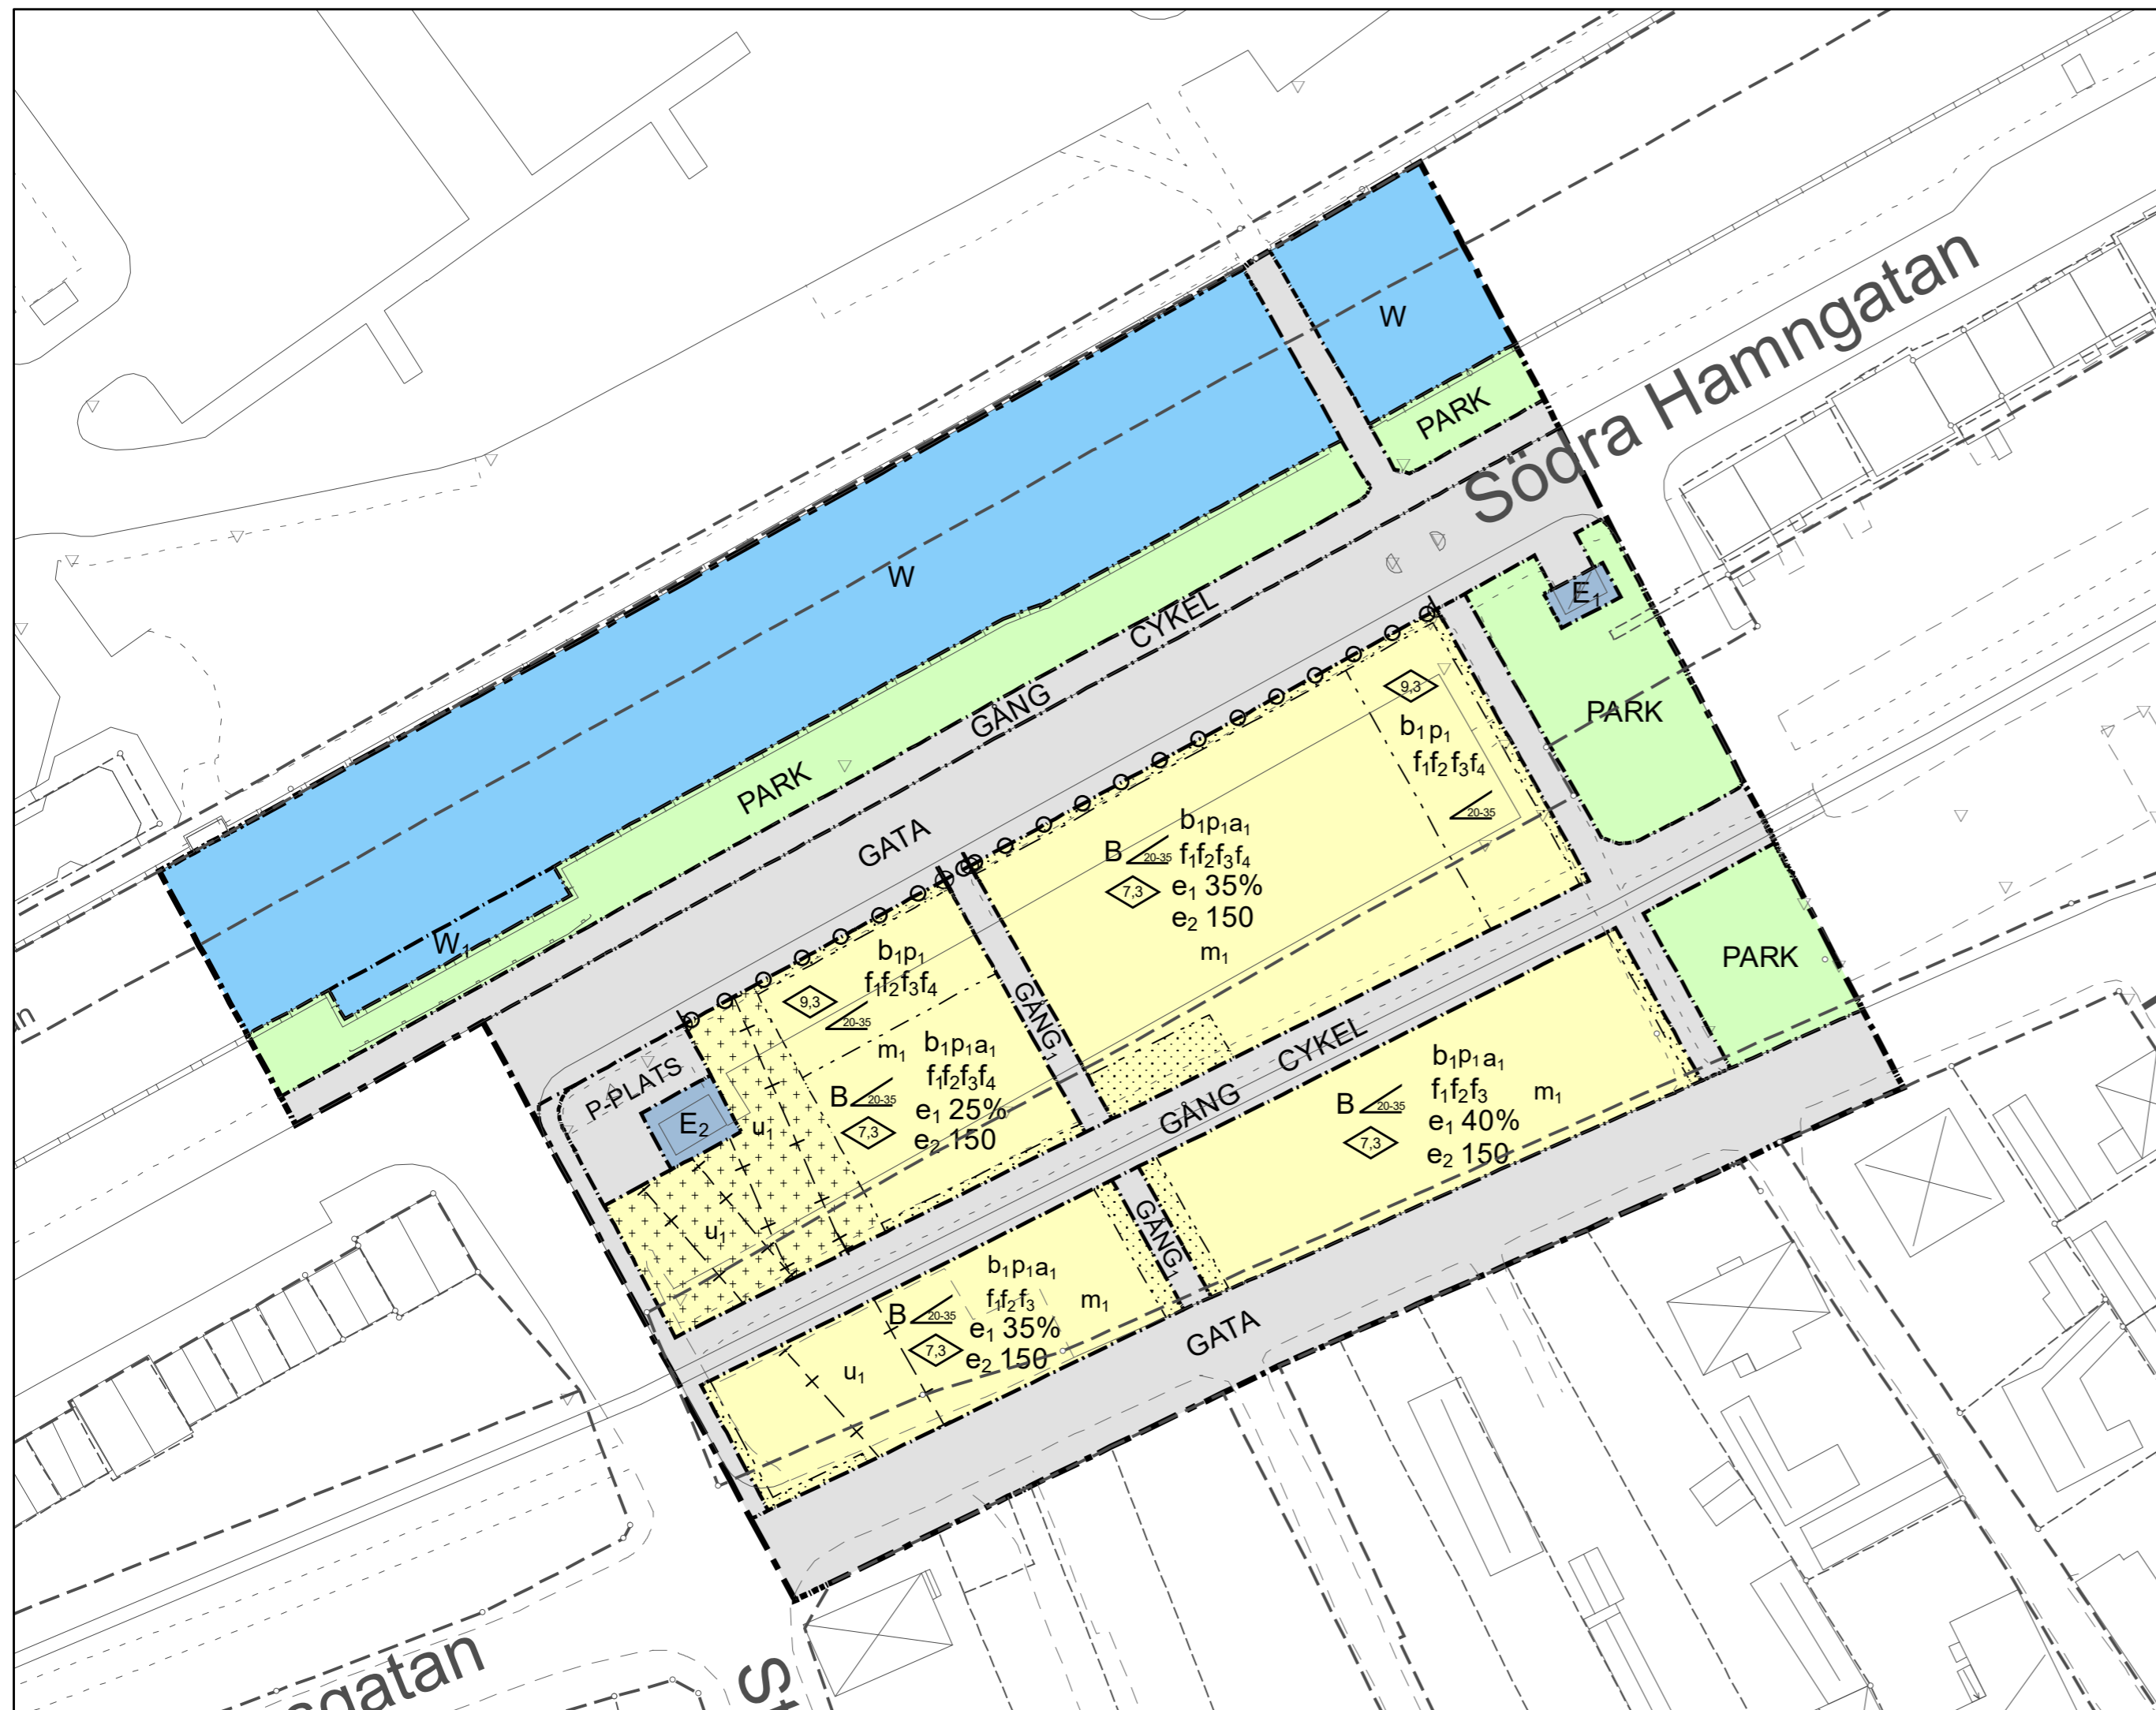 W
Södra Hamngatan
PARK
W
E1
CYKEL
GÅNG
PARK
9,3
b1p1
f1f2f3f4
20-35
PARK
GATA
b1p1a1
B 20-35 f1f2f3f4
7,3 e1 35%
e2 150
m1
W1
PARK
b1p1
f1f2f3f4
9,3
20-35
GÅNG1
m1 b1p1a1
f1f2f3f4
B 20-35
e1 25%
7,3 e2 150
P-PLATS
E2
u1
u1
GÅNG CYKEL
b1p1a1
B 20-35 f1f2f3 m1
e1 40%
7,3 e2 150
GÅNG1
b1p1a1
f1f2f3 m1
B 20-35 e1 35%
7,3 e2 150
u1
GATA
an
sgatan
St